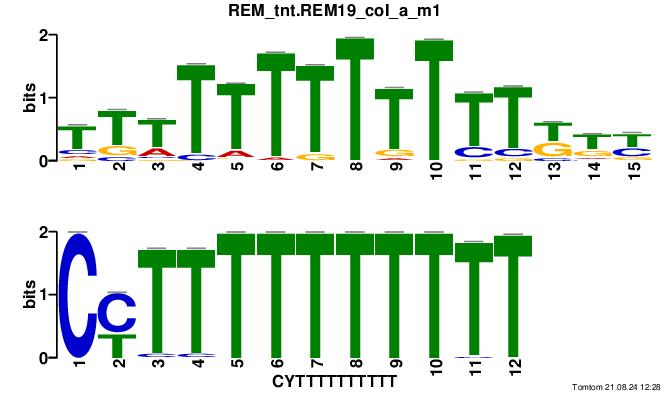 REM_tnt.REM19_col_a_m1
bits
2
1
0
1 2 3 4 5 6 7 8 9 10 11 12 13 14 15
bits
2
1
0
1 2 3 4 5 6 7 8 9 10 11 12
CYTTTTTTTTTT
Tomtom 21.08.24 12:28